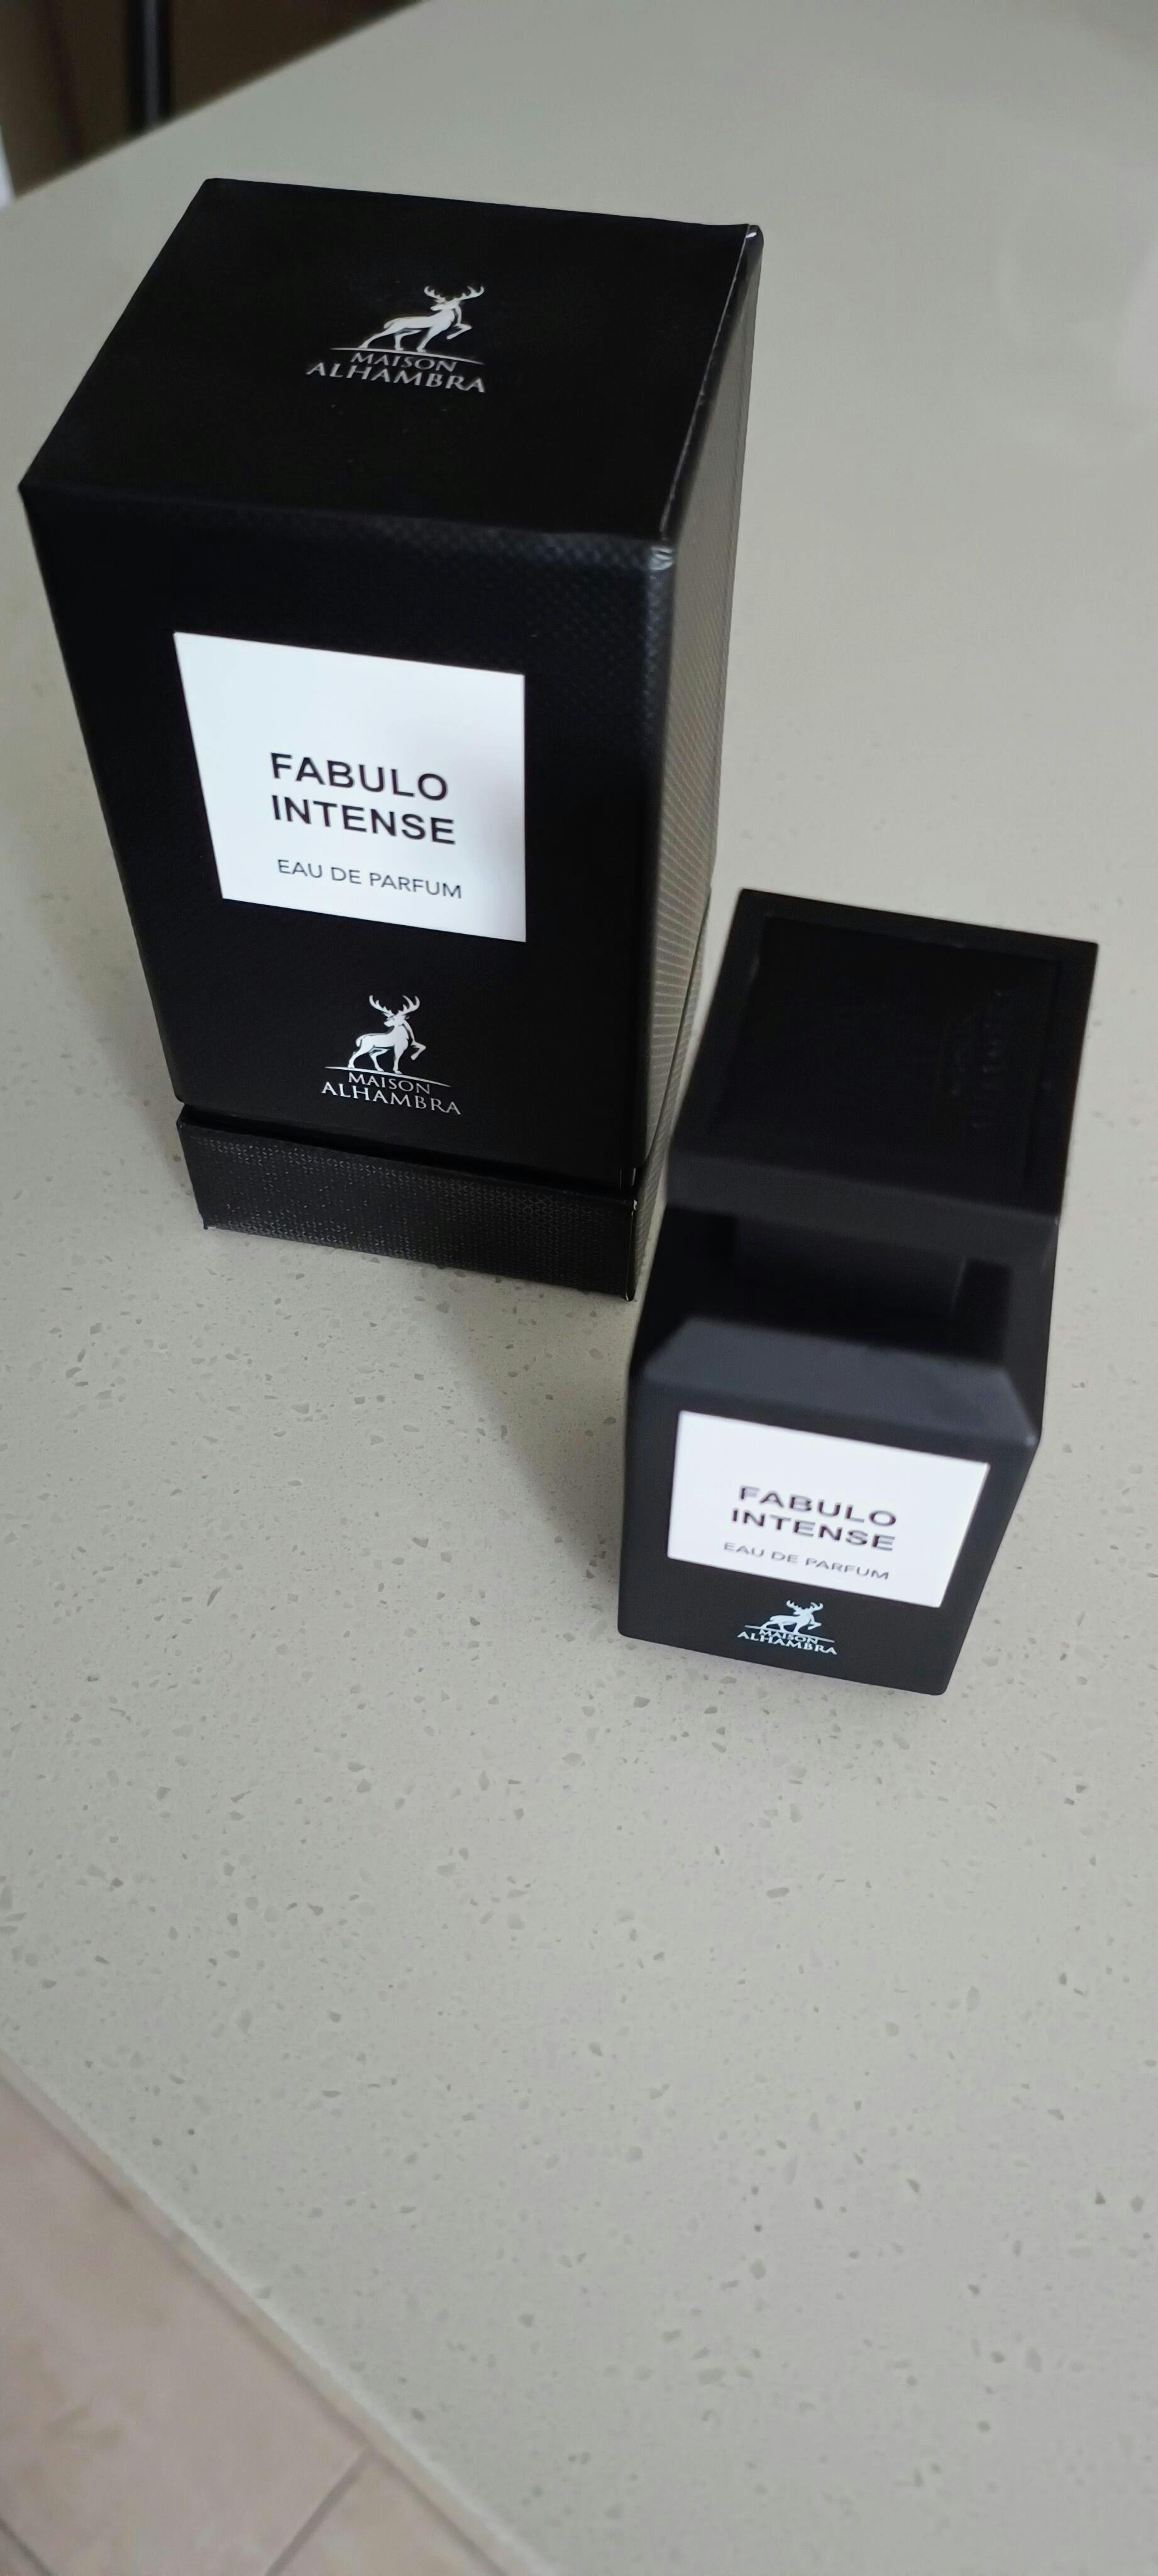 MAISON
ALHAMBRA
FABULO
INTENSE
EAU DE PARFUM
MAISON
ALHAMBRA
FABULO
INTENSE
EAU DE PARFUM
MAISON
ALHAMBRA